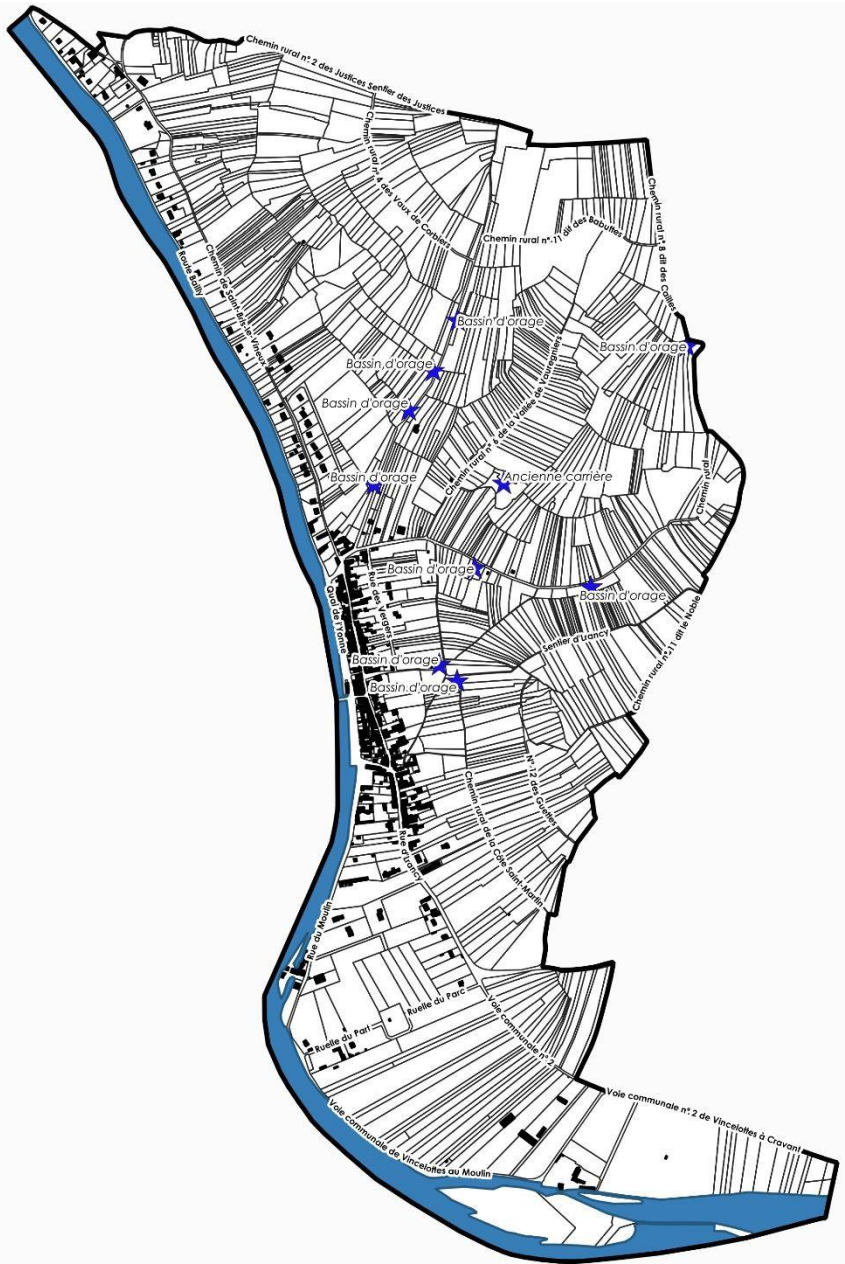 Chemin rural n° 2 des Justices Sentier des Justices
Chemin rural n° 4 des Vaux de Corbiers
Chemin rural n° 8 dit des Cailles
Chemin rural n° 11 dit des Babuttes
Route Bailly
Chemin de Saint-Bris-le-Vineux
Bassin d'orage
Bassin d'orage
Bassin d'orage
Bassin d'orage
Chemin rural n° 6 de la Vallée de Vauregniers
Bassin d'orage
Ancienne carrière
Chemin rural
Bassin d'orage
Bassin d'orage
Rue des Vergers
Quai de l'Yonne
Sentier d'Irancy
Chemin rural n° 11 dit le Noble
Bassin d'orage
Bassin d'orage
N° 12 des Guettes
Chemin rural de la Côte Saint-Martin
Rue d'Irancy
Rue du Moulin
Ruelle du Parc
Ruelle du Parc
Voie communale n° 2
Voie communale n° 2 de Vincelottes à Cravant
Voie communale de Vincelottes au Moulin